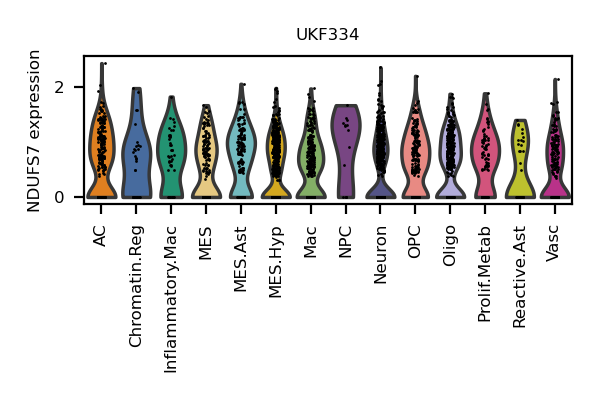 UKF334
NDUFS7 expression
2
0
AC
Chromatin.Reg
Inflammatory.Mac
MES
MES.Ast
MES.Hyp
Mac
NPC
Neuron
OPC
Oligo
Prolif.Metab
Reactive.Ast
Vasc